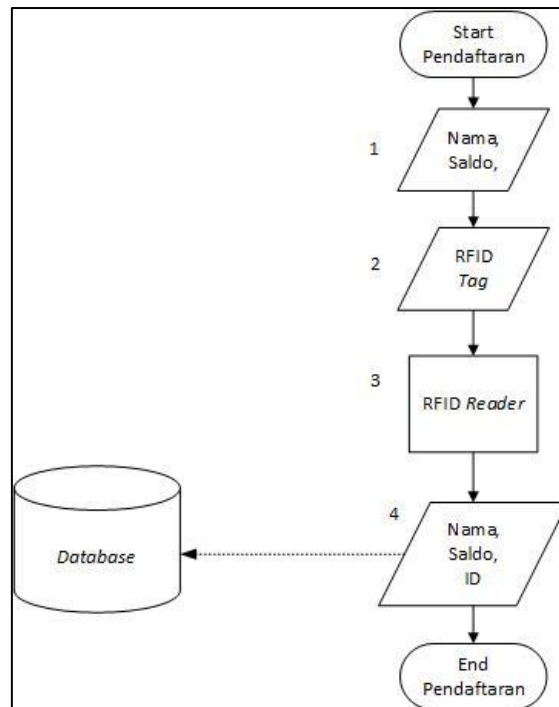 Start
Pendaftaran
1
Nama,
Saldo,
2
RFID
Tag
3
RFID Reader
4
Nama,
Saldo,
ID
Database
End
Pendaftaran